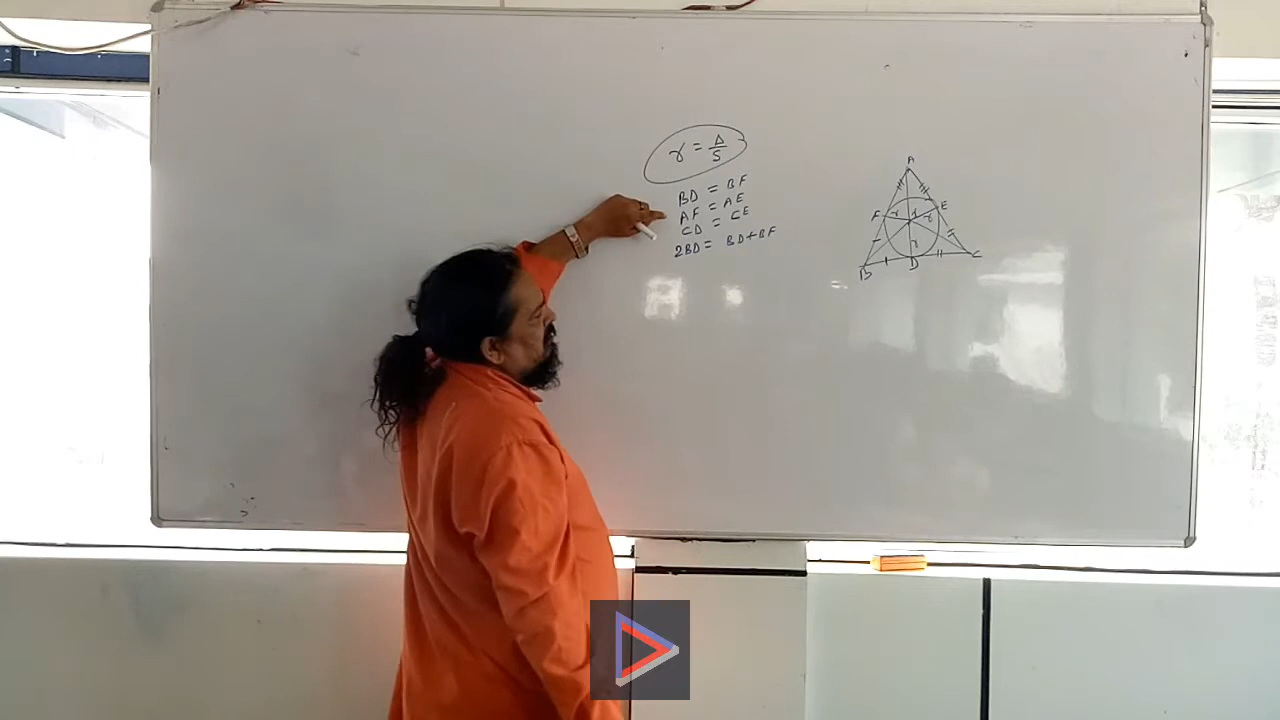 r = Δ/S
BD = BF
AF = AE
CD = CE
2BD = BD+BF
A
F r r r E
r
B D C